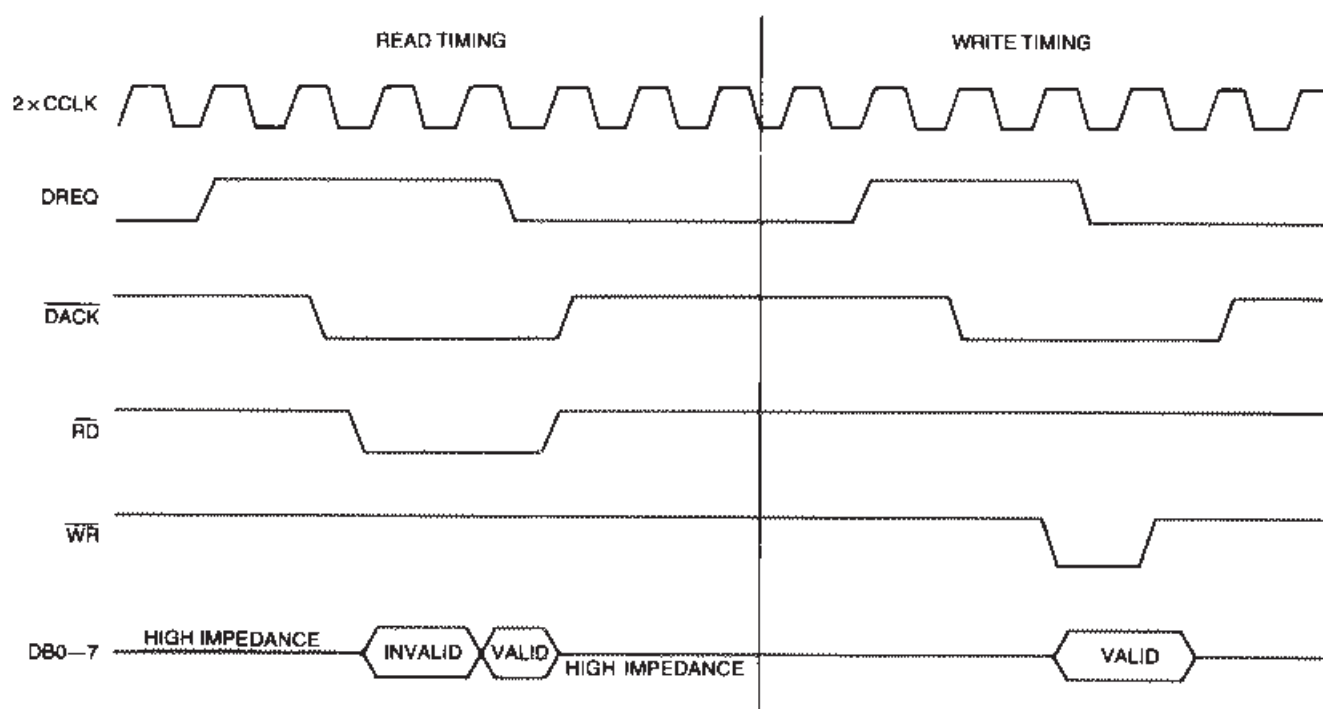 READ TIMING
WRITE TIMING
2×CCLK
DREQ
DACK
RD
WR
DB0—7
HIGH IMPEDANCE
INVALID
VALID
HIGH IMPEDANCE
VALID